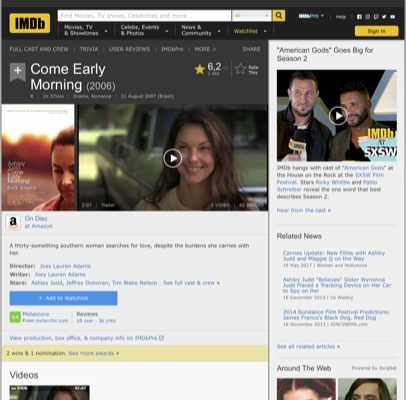 IMDb
Find Movies, TV shows, Celebrities and more...
All
IMDbPro
Help
Movies, TV
& Showtimes
Celebs, Events
& Photos
News &
Community
Watchlist
Sign in
FULL CAST AND CREW | TRIVIA | USER REVIEWS | IMDbPro | MORE
SHARE
Come Early
Morning (2006)
6,2
Rate
This
R | 1h 37min | Drama, Romance | 31 August 2007 (Brazil)
Ashley
Judd
Come
Early
Morning
2:07 | Trailer
1 VIDEO
On Disc
at Amazon
A thirty-something southern woman searches for love, despite the burdens she carries with
her.
Director: Joey Lauren Adams
Writer: Joey Lauren Adams
Stars: Ashley Judd, Jeffrey Donovan, Tim Blake Nelson | See full cast & crew »
+ Add to Watchlist
Metascore
From metacritic.com
Reviews
View production, box office, & company info on IMDbPro
2 wins & 1 nomination. See more awards »
Videos
"American Gods" Goes Big for
Season 2
IMDb
at
SXSW
IMDb hangs with cast of "American Gods" at
the House on the Rock at the SXSW Film
Festival. Stars Ricky Whittle and Pablo
Schreiber reveal the one word that best
describes Season 2.
Hear from the cast »
Related News
Cannes Update: New Films with Ashley
Judd and Maggie Q on the Way
18 May 2017 | Women and Hollywood
Ashley Judd "Believes" Sister Wynonna
Judd Placed a Tracking Device on Her Car
to Spy on Her
16 December 2013 | Us Weekly
2014 Sundance Film Festival Predictions:
James Franco's Black Dog, Red Dog
18 November 2013 | IONCINEMA.com
See all related articles »
Around The Web
Powered by ZergNet